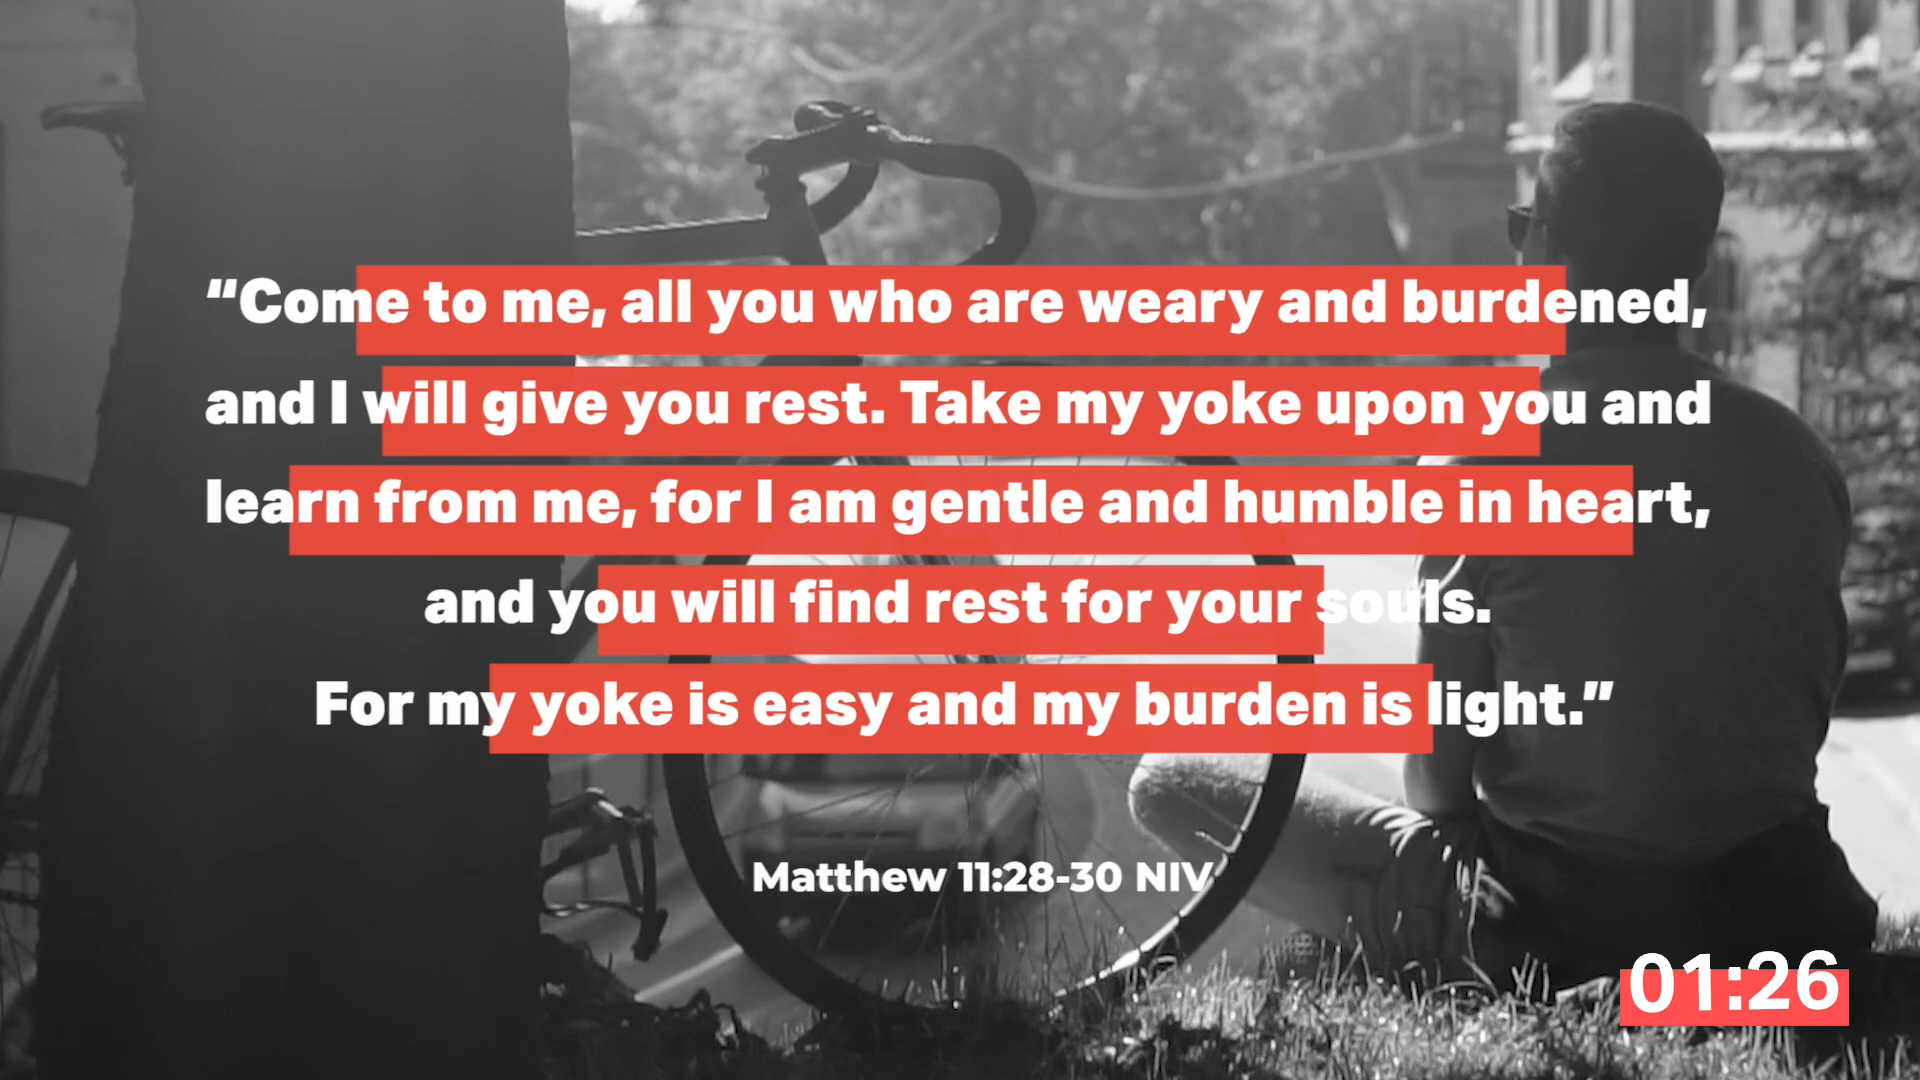 “Come to me, all you who are weary and burdened,
and I will give you rest. Take my yoke upon you and
learn from me, for I am gentle and humble in heart,
and you will find rest for your souls.
For my yoke is easy and my burden is light.”
Matthew 11:28-30 NIV
01:26